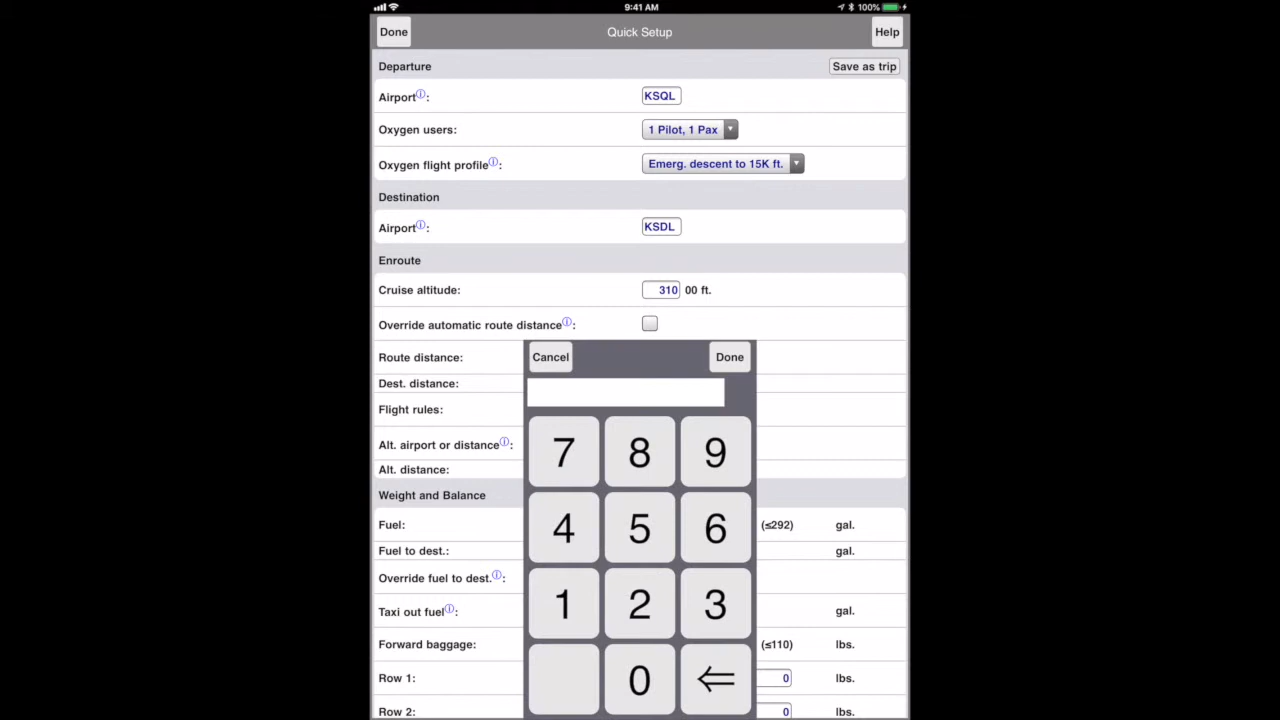 9:41 AM 100%
Done Quick Setup Help
Departure Save as trip
Airport: KSQL
Oxygen users: 1 Pilot, 1 Pax
Oxygen flight profile: Emerg. descent to 15K ft.
Destination
Airport: KSDL
Enroute
Cruise altitude: 310 00 ft.
Override automatic route distance:
Route distance:
Dest. distance:
Flight rules:
Alt. airport or distance:
Alt. distance:
Weight and Balance
Fuel: (≤292) gal.
Fuel to dest.: gal.
Override fuel to dest.:
Taxi out fuel: gal.
Forward baggage: (≤110) lbs.
Row 1: 0 lbs.
Row 2: 0 lbs.
Cancel Done
7 8 9
4 5 6
1 2 3
0 ⇐